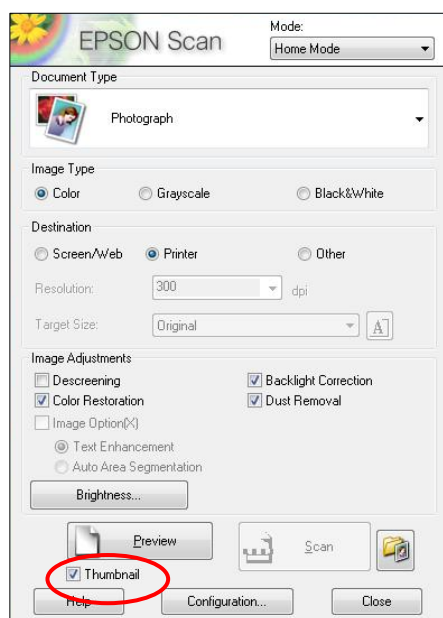 EPSON Scan
Mode:
Home Mode
Document Type
Photograph
Image Type
Color Grayscale Black&White
Destination
Screen/Web Printer Other
Resolution: 300 dpi
Target Size: Original A
Image Adjustments
Descreening Backlight Correction
Color Restoration Dust Removal
Image Option(X)
Text Enhancement
Auto Area Segmentation
Brightness...
Preview Scan
Thumbnail
Help Configuration... Close